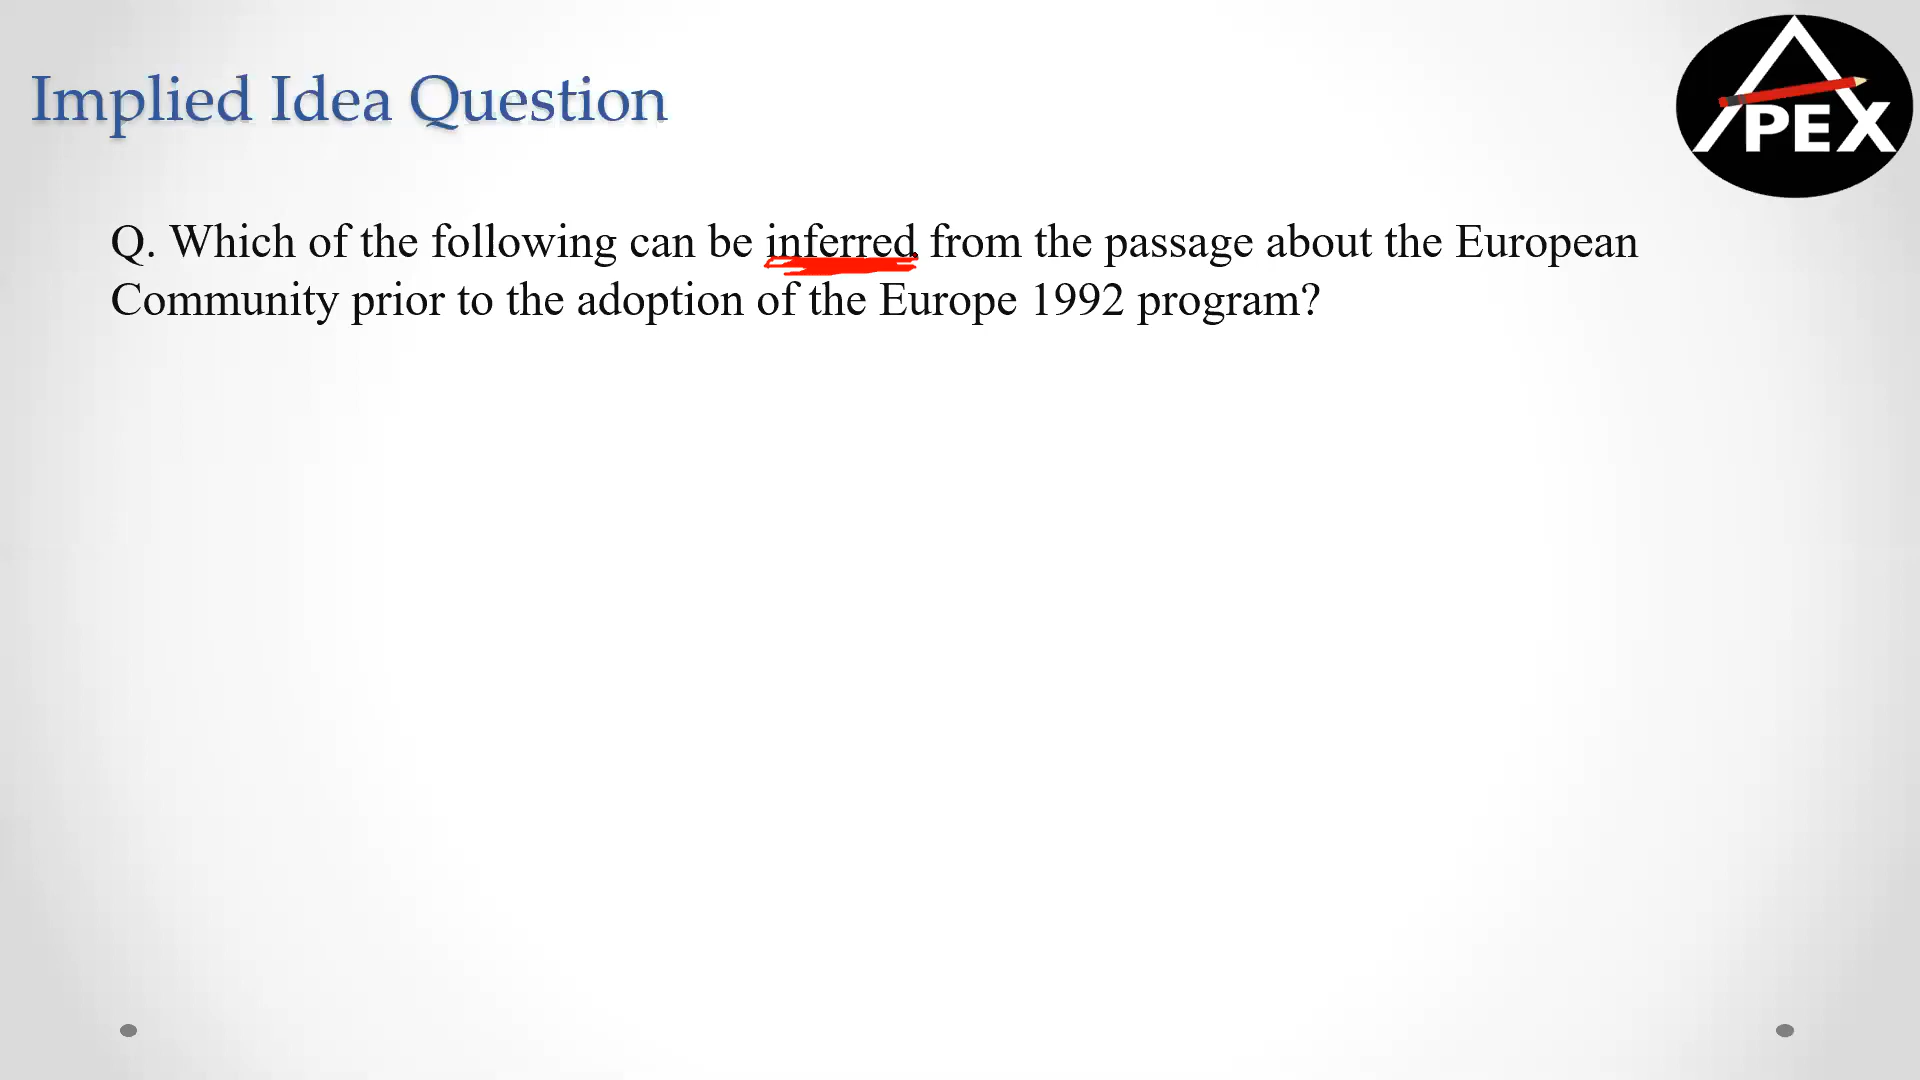 Implied Idea Question
APEX
Q. Which of the following can be inferred from the passage about the European
Community prior to the adoption of the Europe 1992 program?